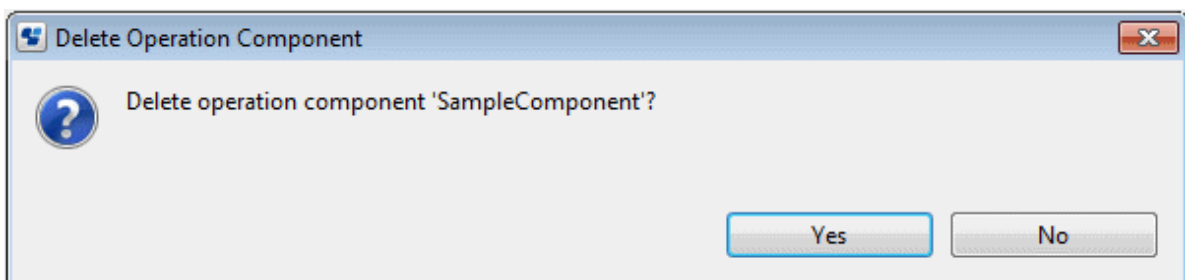 Delete Operation Component
Delete operation component 'SampleComponent'?
Yes
No